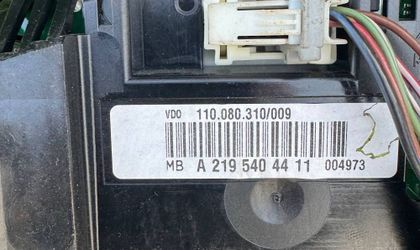 VDO 110.080.310/009
MB A 219 540 44 11 004973